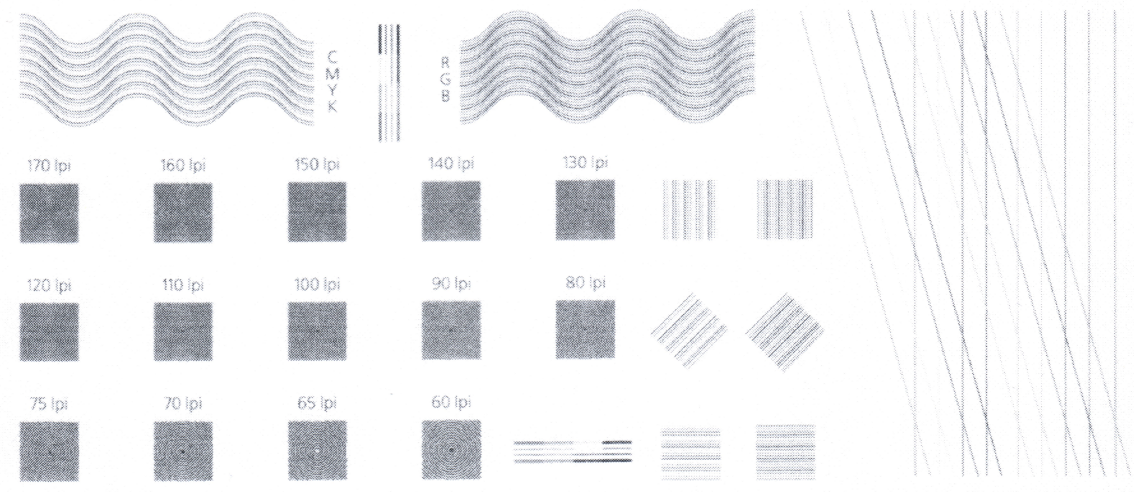 C
M
Y
K
R
G
B
170 lpi
160 lpi
150 lpi
140 lpi
130 lpi
120 lpi
110 lpi
100 lpi
90 lpi
80 lpi
75 lpi
70 lpi
65 lpi
60 lpi